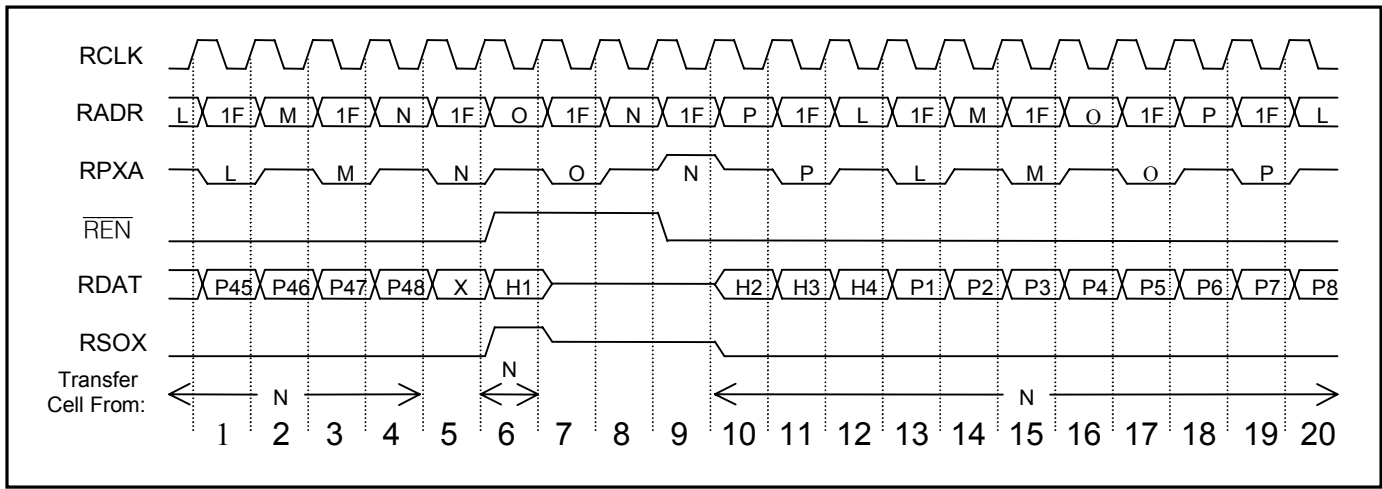 RCLK
RADR L 1F M 1F N 1F O 1F N 1F P 1F L 1F M 1F O 1F P 1F L
RPXA L M N O N P L M O P
REN
RDAT P45 P46 P47 P48 X H1 H2 H3 H4 P1 P2 P3 P4 P5 P6 P7 P8
RSOX
N
Transfer
Cell From: N N
1 2 3 4 5 6 7 8 9 10 11 12 13 14 15 16 17 18 19 20